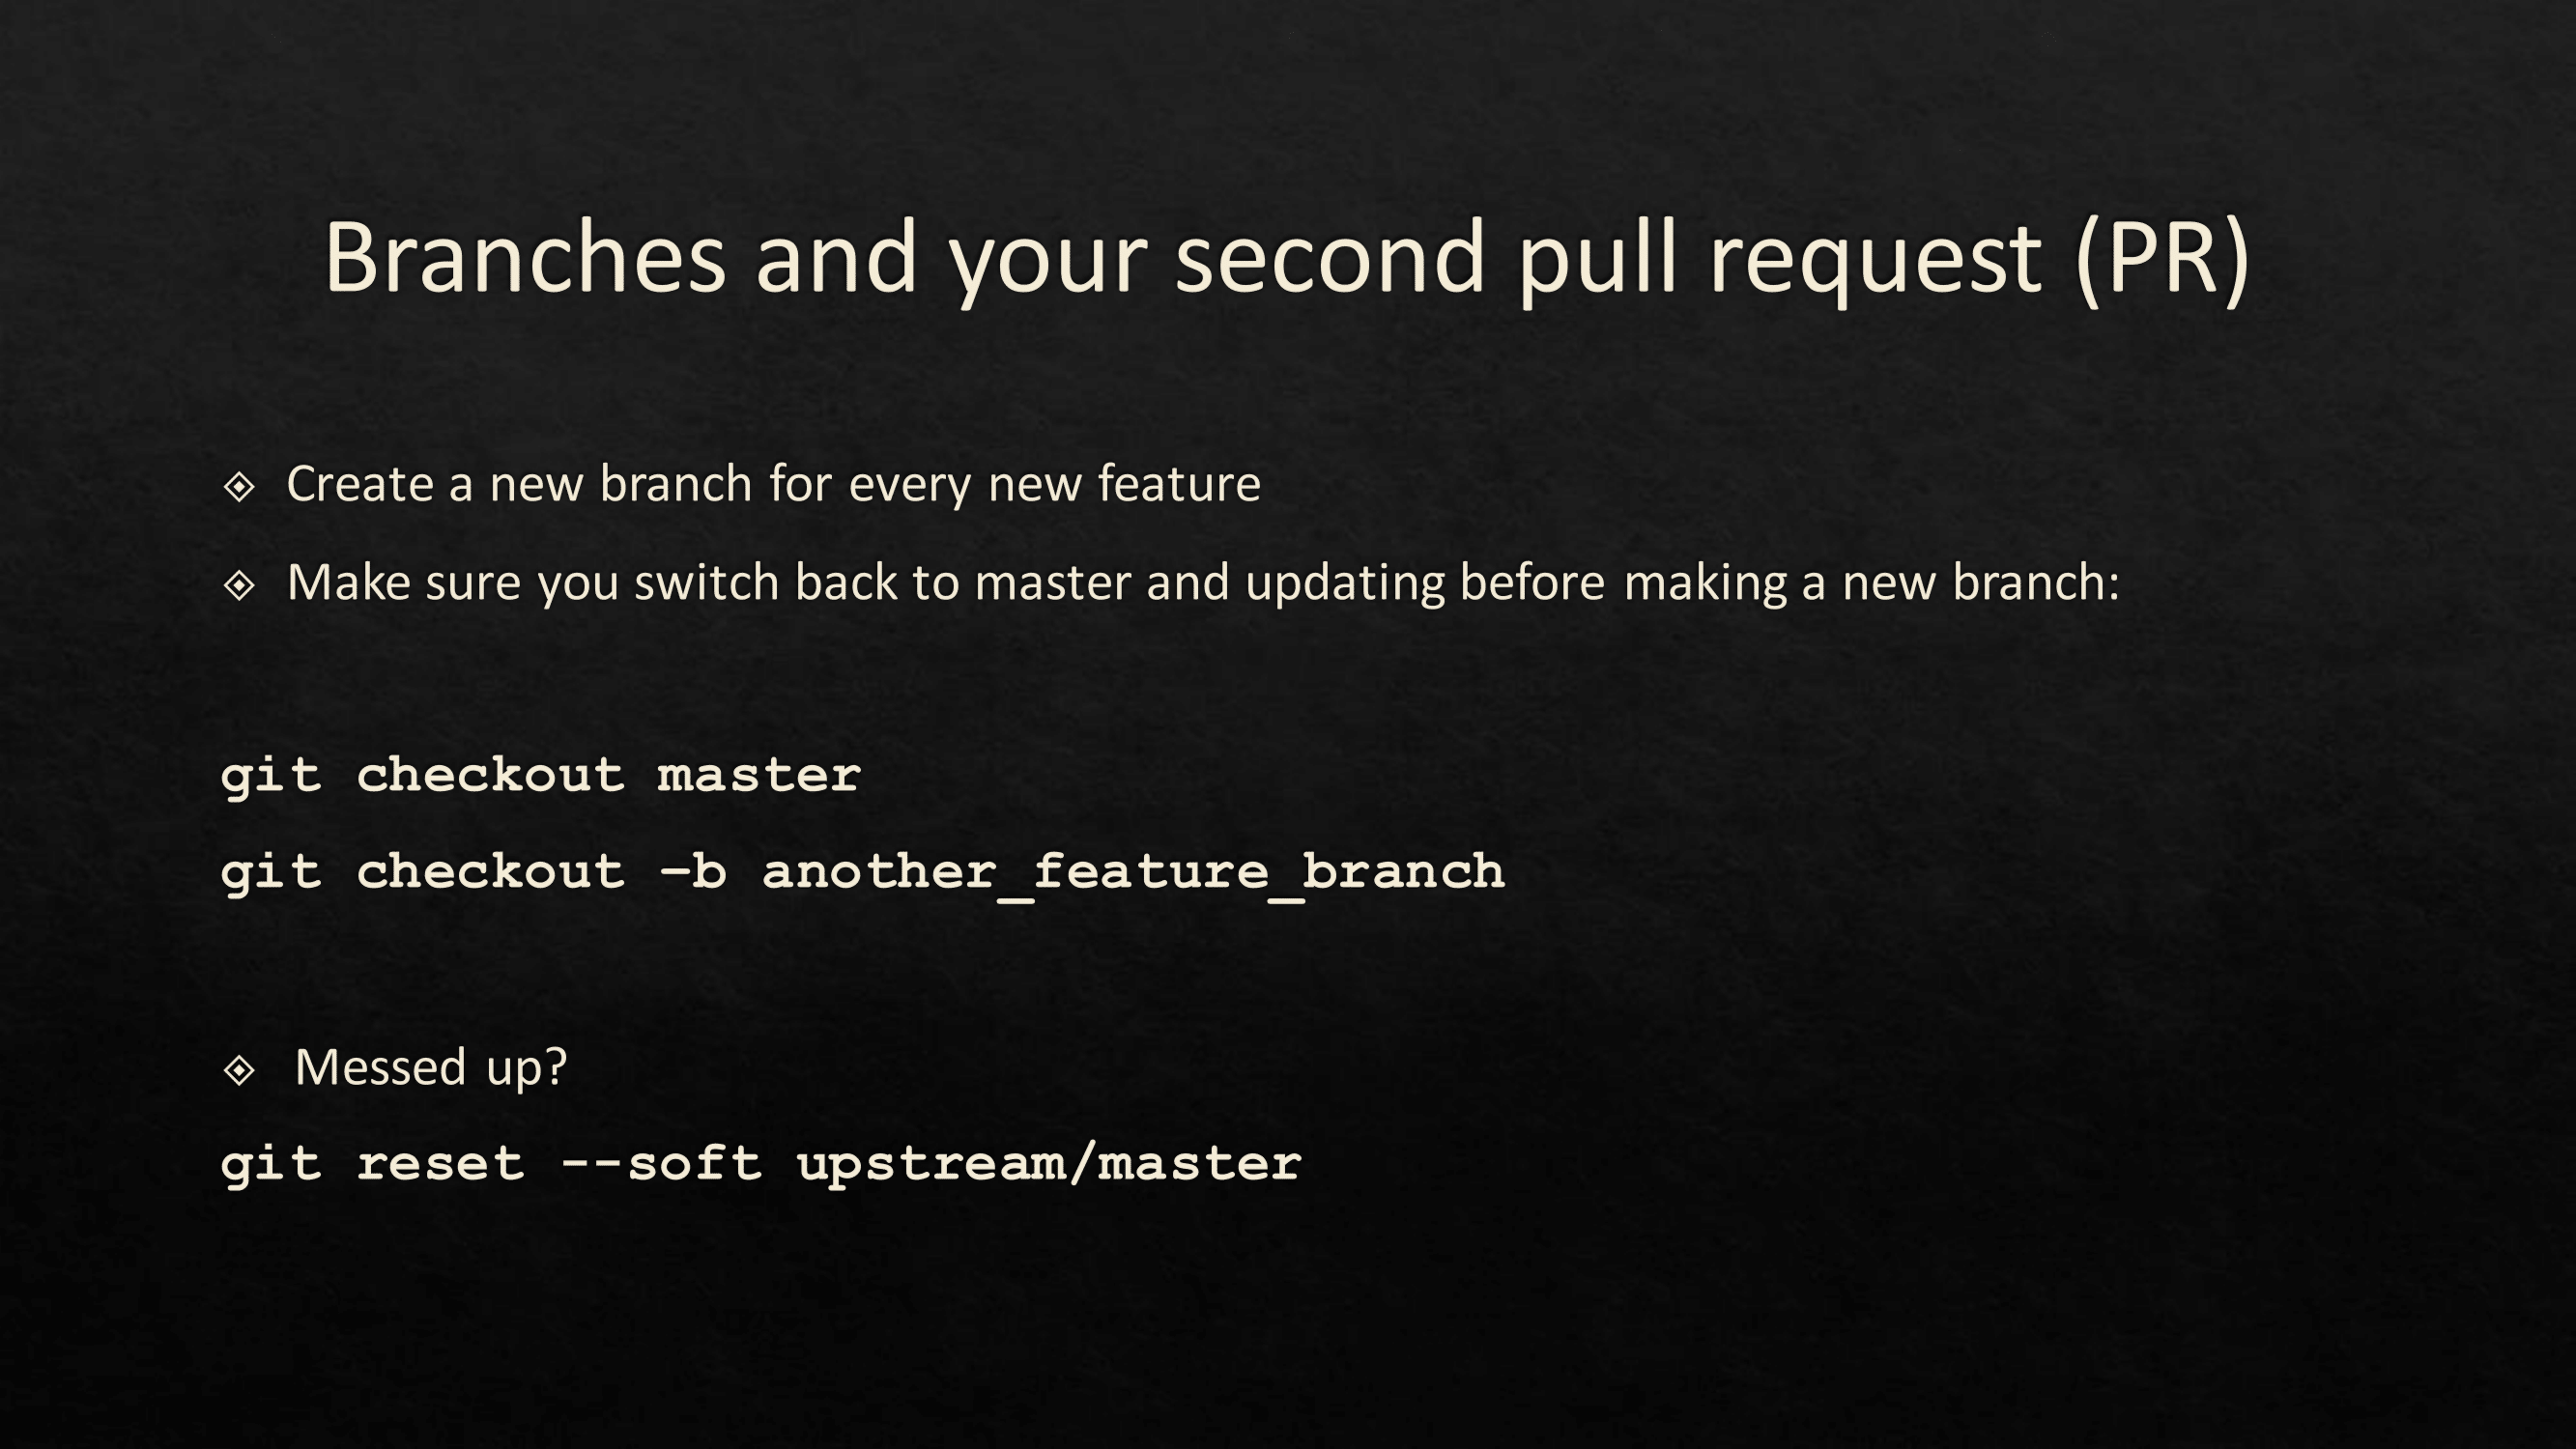 Branches and your second pull request (PR)
Create a new branch for every new feature
Make sure you switch back to master and updating before making a new branch:
git checkout master
git checkout –b another_feature_branch
Messed up?
git reset --soft upstream/master